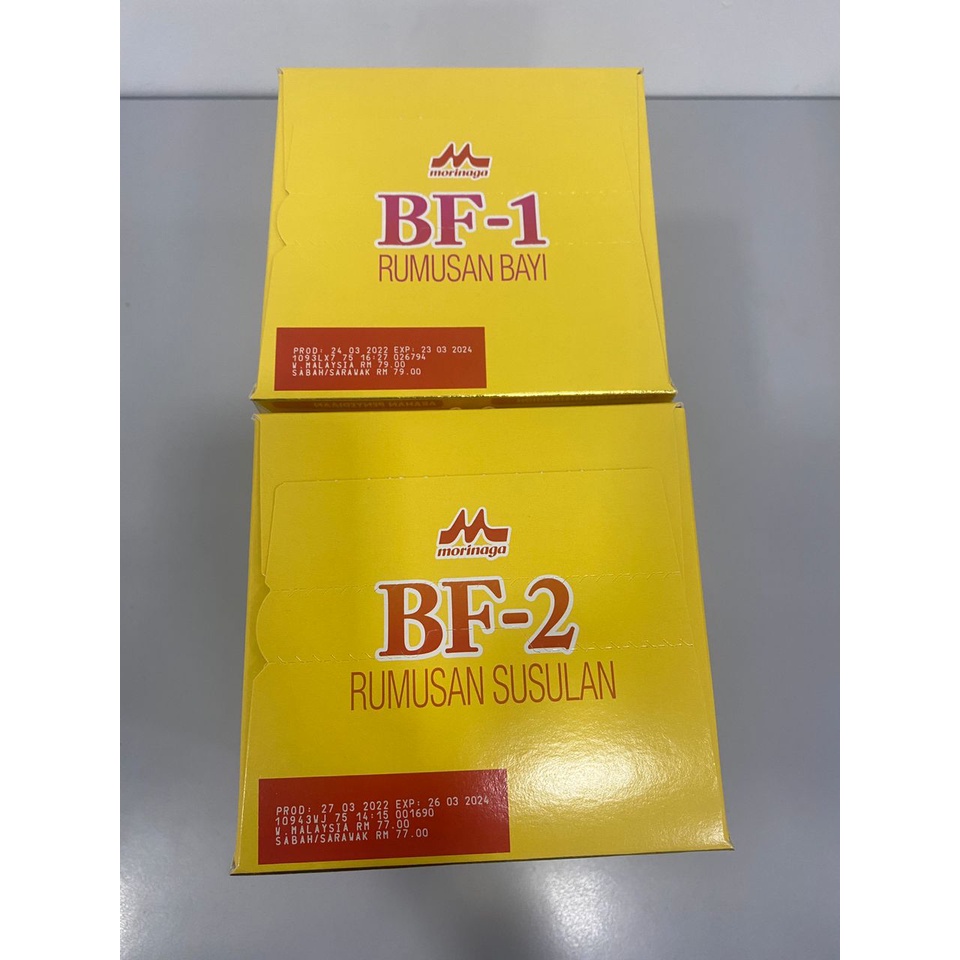 morinaga
BF-1
RUMUSAN BAYI
PROD: 24 03 2022 EXP: 23 03 2024
1093LX7 75 16:27 026794
W.MALAYSIA RM 79.00
SABAH/SARAWAK RM 79.00
morinaga
BF-2
RUMUSAN SUSULAN
PROD: 27 03 2022 EXP: 26 03 2024
10943WJ 75 14:15 001690
W.MALAYSIA RM 77.00
SABAH/SARAWAK RM 77.00